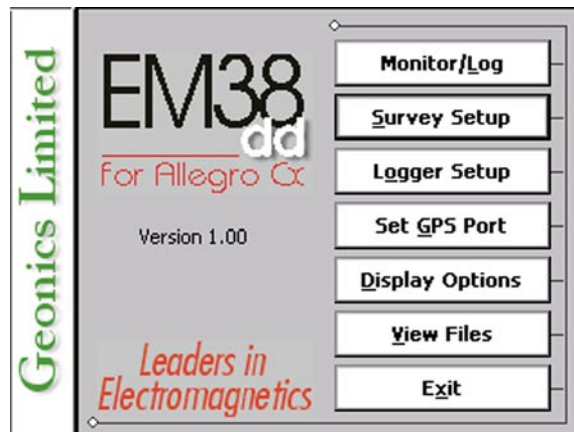 Geonics Limited
EM38
dd
for Allegro Cx
Version 1.00
Leaders in
Electromagnetics
Monitor/Log
Survey Setup
Logger Setup
Set GPS Port
Display Options
View Files
Exit